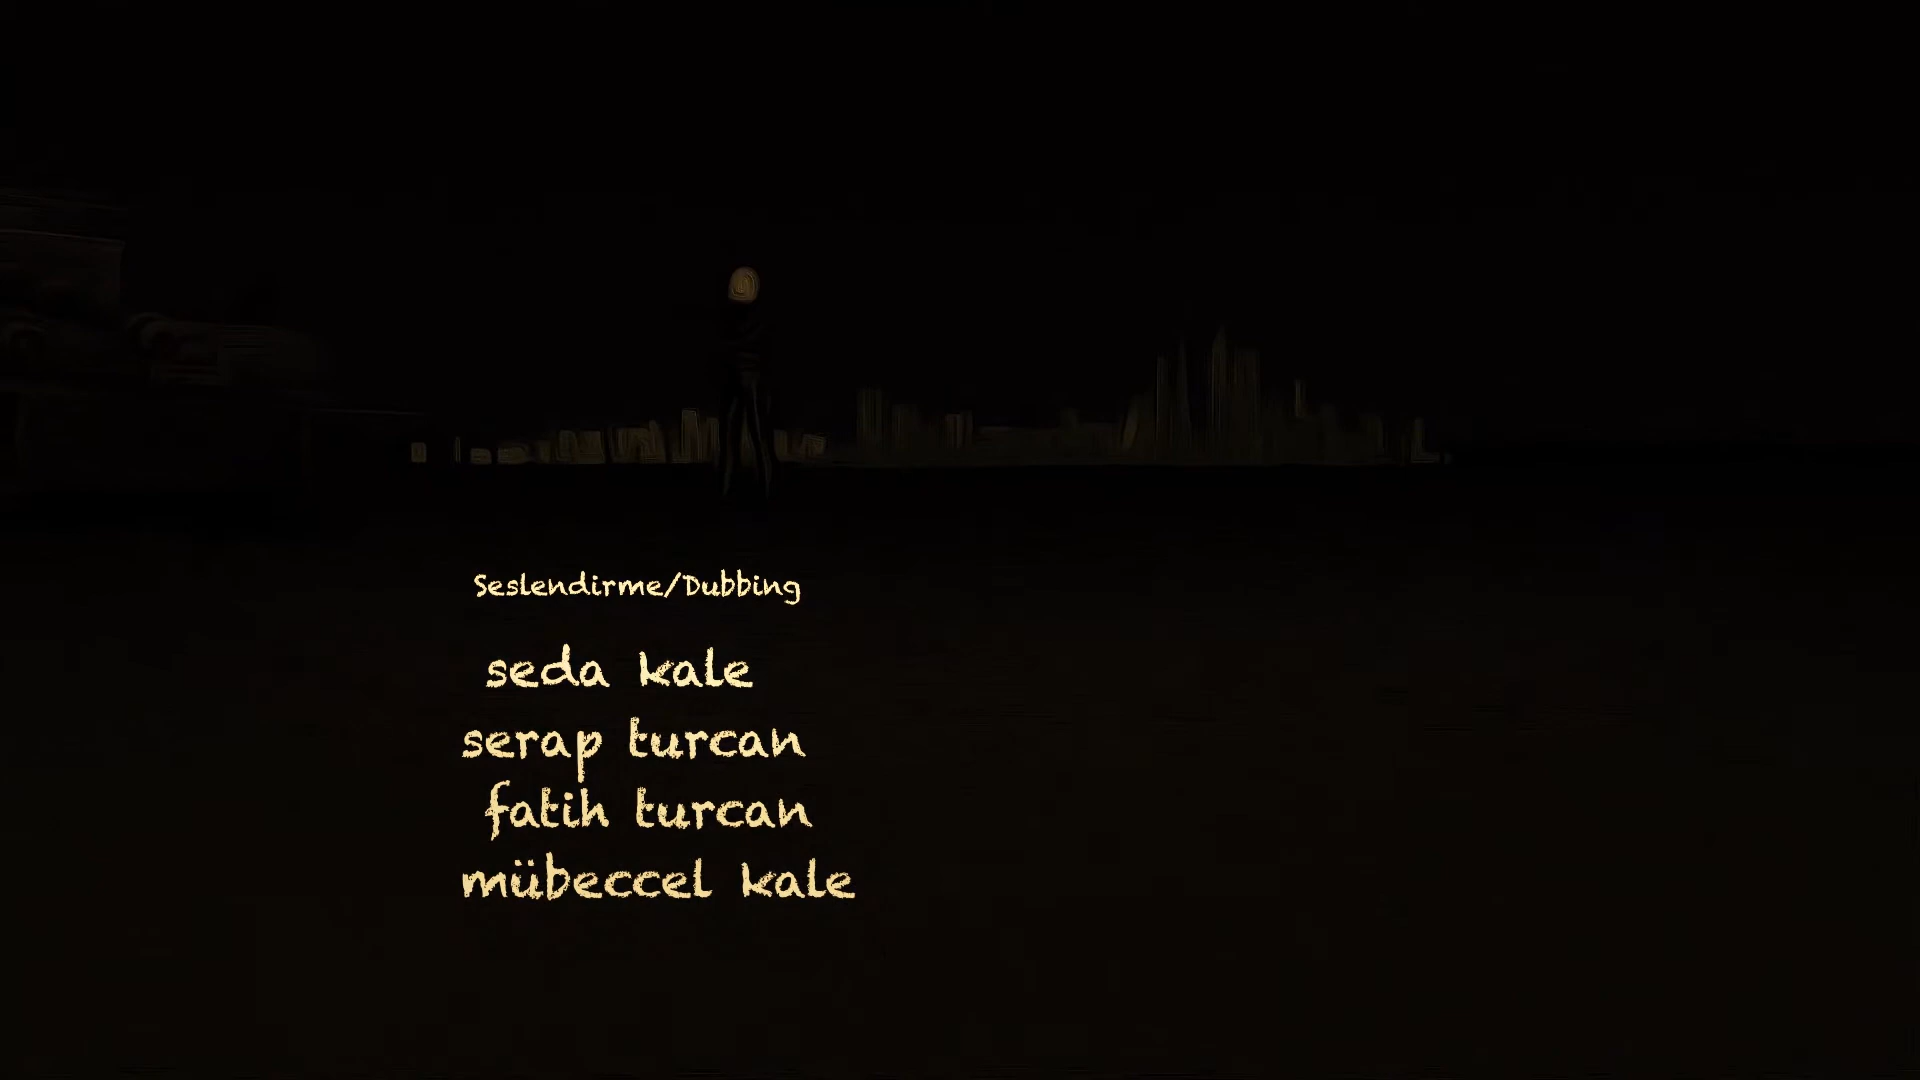 Seslendirme/Dubbing
seda kale
serap turcan
fatih turcan
mübeccel kale